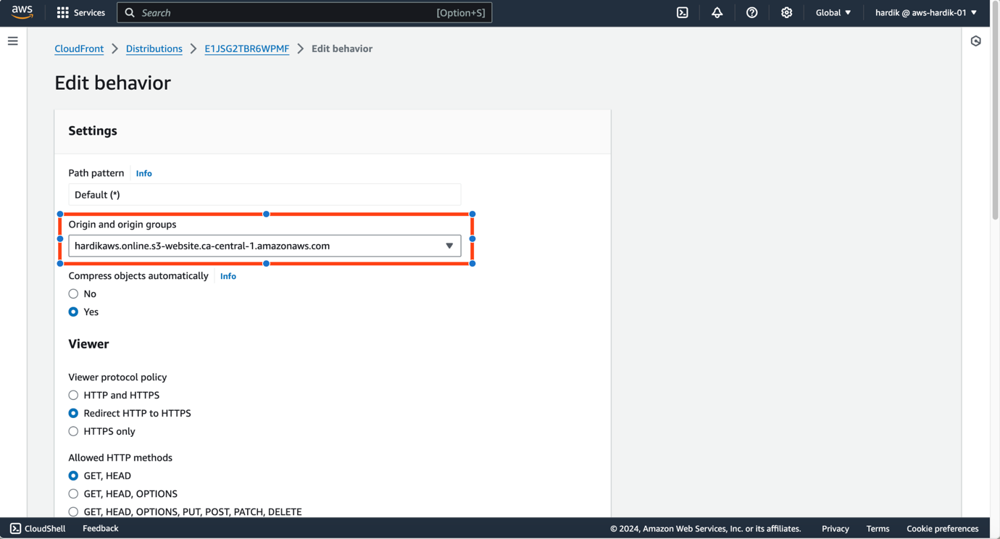 aws
Services
Search
[Option+S]
Global
hardik @ aws-hardik-01
CloudFront
Distributions
E1JSG2TBR6WPMF
Edit behavior
Edit behavior
Settings
Path pattern
Info
Default (*)
Origin and origin groups
hardikaws.online.s3-website.ca-central-1.amazonaws.com
Compress objects automatically
Info
No
Yes
Viewer
Viewer protocol policy
HTTP and HTTPS
Redirect HTTP to HTTPS
HTTPS only
Allowed HTTP methods
GET, HEAD
GET, HEAD, OPTIONS
GET, HEAD, OPTIONS, PUT, POST, PATCH, DELETE
CloudShell
Feedback
© 2024, Amazon Web Services, Inc. or its affiliates.
Privacy
Terms
Cookie preferences